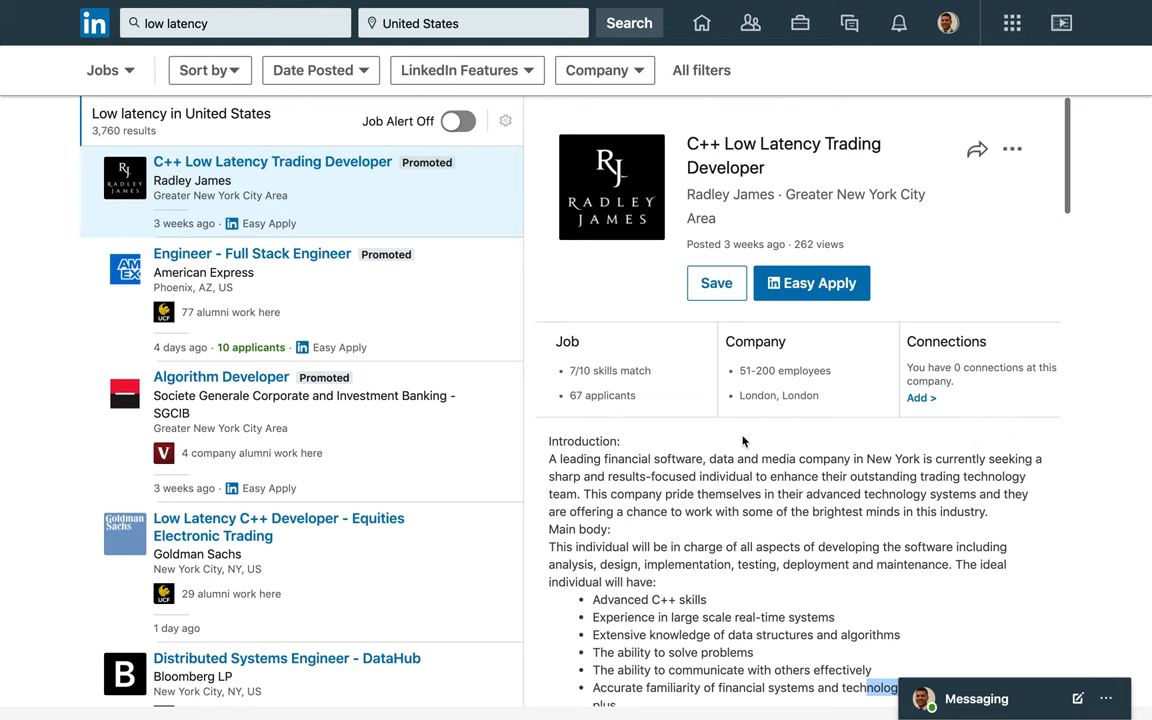 in
low latency
United States
Search
Jobs
Sort by
Date Posted
LinkedIn Features
Company
All filters
Low latency in United States
3,760 results
Job Alert Off
RJ
RADLEY
JAMES
C++ Low Latency Trading Developer
Promoted
Radley James
Greater New York City Area
3 weeks ago · in Easy Apply
AM
EX
Engineer - Full Stack Engineer
Promoted
American Express
Phoenix, AZ, US
UCF
77 alumni work here
4 days ago · 10 applicants · in Easy Apply
Algorithm Developer
Promoted
Societe Generale Corporate and Investment Banking -
SGCIB
Greater New York City Area
V
4 company alumni work here
3 weeks ago · in Easy Apply
Goldman
Sachs
Low Latency C++ Developer - Equities
Electronic Trading
Goldman Sachs
New York City, NY, US
UCF
29 alumni work here
1 day ago
B
Distributed Systems Engineer - DataHub
Bloomberg LP
New York City, NY, US
RJ
RADLEY
JAMES
C++ Low Latency Trading
Developer
Radley James · Greater New York City
Area
Posted 3 weeks ago · 262 views
Save
in Easy Apply
Job
• 7/10 skills match
• 67 applicants
Company
• 51-200 employees
• London, London
Connections
You have 0 connections at this
company.
Add >
Introduction:
A leading financial software, data and media company in New York is currently seeking a
sharp and results-focused individual to enhance their outstanding trading technology
team. This company pride themselves in their advanced technology systems and they
are offering a chance to work with some of the brightest minds in this industry.
Main body:
This individual will be in charge of all aspects of developing the software including
analysis, design, implementation, testing, deployment and maintenance. The ideal
individual will have:
• Advanced C++ skills
• Experience in large scale real-time systems
• Extensive knowledge of data structures and algorithms
• The ability to solve problems
• The ability to communicate with others effectively
• Accurate familiarity of financial systems and technolog
plus
Messaging